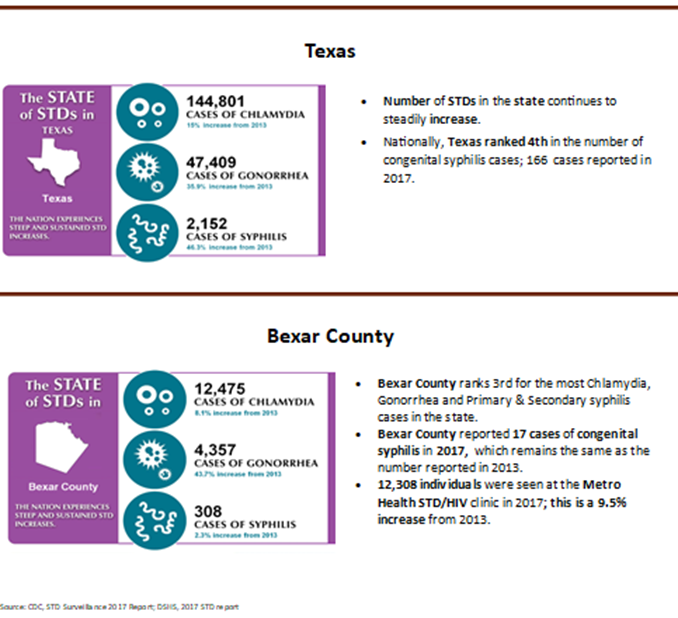 Texas
The STATE
of STDs in
TEXAS
Texas
THE NATION EXPERIENCES
STEEP AND SUSTAINED STD
INCREASES.
144,801
CASES OF CHLAMYDIA
15% increase from 2013
47,409
CASES OF GONORRHEA
35.9% increase from 2013
2,152
CASES OF SYPHILIS
46.3% increase from 2013
• Number of STDs in the state continues to
steadily increase.
• Nationally, Texas ranked 4th in the number of
congenital syphilis cases; 166 cases reported in
2017.
Bexar County
The STATE
of STDs in
Bexar County
THE NATION EXPERIENCES
STEEP AND SUSTAINED STD
INCREASES.
12,475
CASES OF CHLAMYDIA
8.1% increase from 2013
4,357
CASES OF GONORRHEA
43.7% increase from 2013
308
CASES OF SYPHILIS
2.3% increase from 2013
• Bexar County ranks 3rd for the most Chlamydia,
Gonorrhea and Primary & Secondary syphilis
cases in the state.
• Bexar County reported 17 cases of congenital
syphilis in 2017, which remains the same as the
number reported in 2013.
• 12,308 individuals were seen at the Metro
Health STD/HIV clinic in 2017; this is a 9.5%
increase from 2013.
Source: CDC, STD Surveillance 2017 Report; DSHS, 2017 STD report